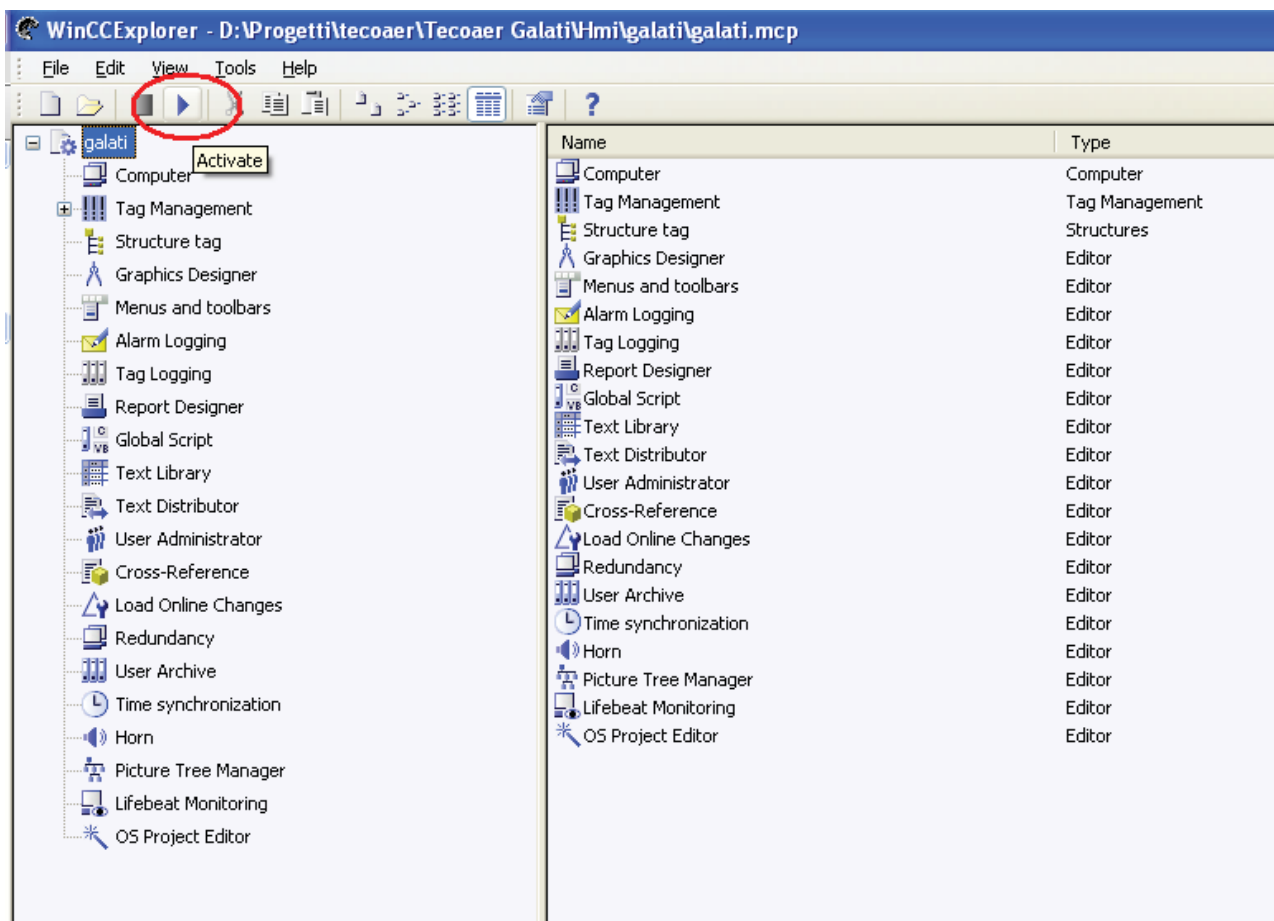 WinCCExplorer - D:\Progetti\tecoaer\Tecoaer Galati\Hmi\galati\galati.mcp
File Edit View Tools Help
?
galati
Activate
Computer
Tag Management
Structure tag
Graphics Designer
Menus and toolbars
Alarm Logging
Tag Logging
Report Designer
Global Script
Text Library
Text Distributor
User Administrator
Cross-Reference
Load Online Changes
Redundancy
User Archive
Time synchronization
Horn
Picture Tree Manager
Lifebeat Monitoring
OS Project Editor
Name Type
Computer Computer
Tag Management Tag Management
Structure tag Structures
Graphics Designer Editor
Menus and toolbars Editor
Alarm Logging Editor
Tag Logging Editor
Report Designer Editor
Global Script Editor
Text Library Editor
Text Distributor Editor
User Administrator Editor
Cross-Reference Editor
Load Online Changes Editor
Redundancy Editor
User Archive Editor
Time synchronization Editor
Horn Editor
Picture Tree Manager Editor
Lifebeat Monitoring Editor
OS Project Editor Editor